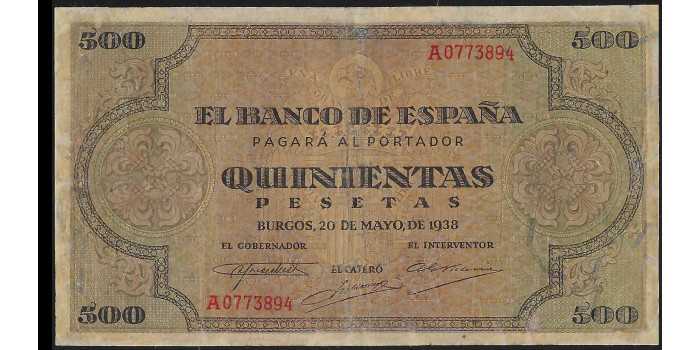 500
500
A0773894
EL BANCO DE ESPAÑA
PAGARÁ AL PORTADOR
QUINIENTAS
PESETAS
BURGOS, 20 DE MAYO, DE 1938
EL GOBERNADOR
EL INTERVENTOR
EL CAJERO
A0773894
500
500